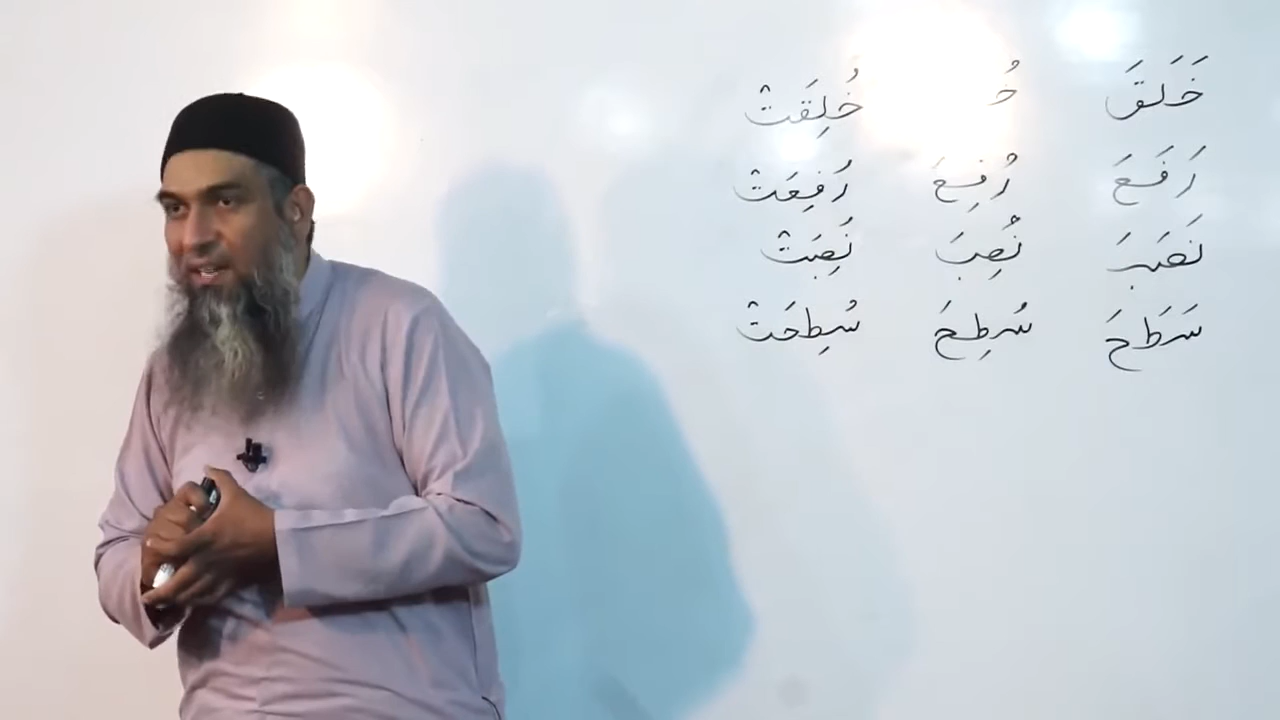 خَلَقَ خُ خُلِقَتْ
رَفَعَ رُفِعَ رُفِعَتْ
نَصَبَ نُصِبَ نُصِبَتْ
سَطَحَ سُطِحَ سُطِحَتْ